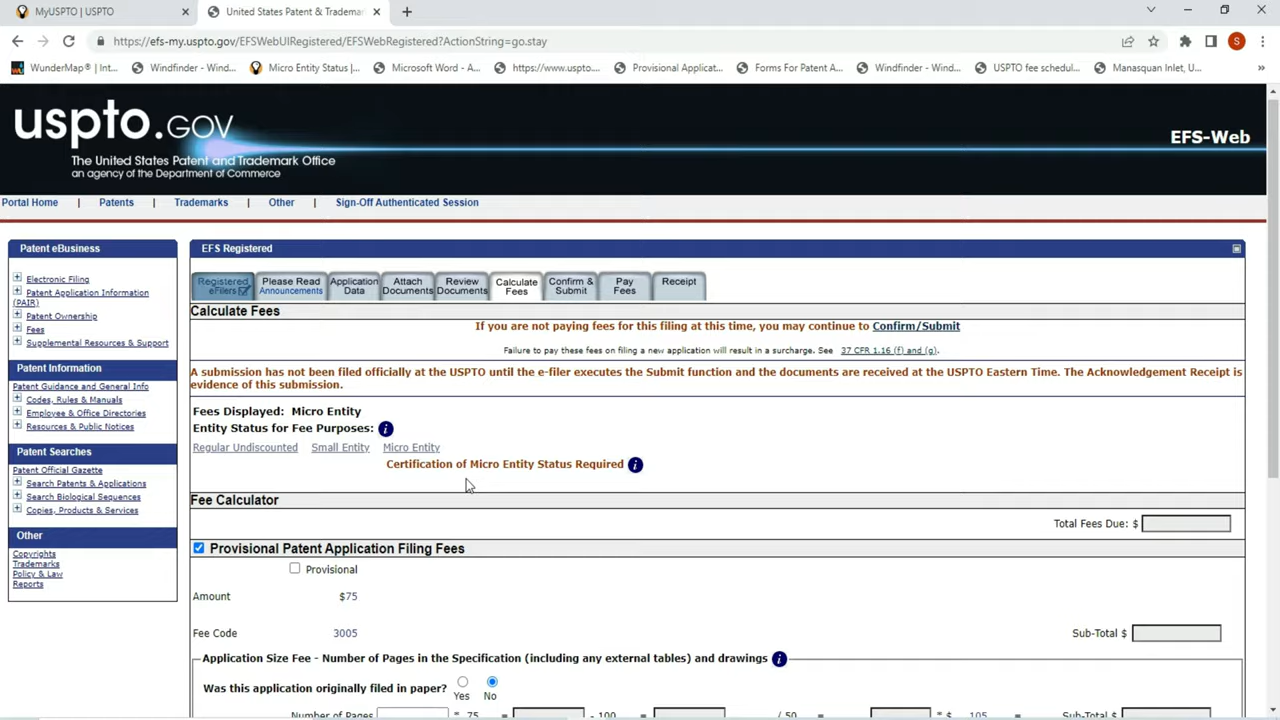 MyUSPTO | USPTO
United States Patent & Tradema
https://efs-my.uspto.gov/EFSWebUIRegistered/EFSWebRegistered?ActionString=go.stay
S
WunderMap® | Int...
Windfinder - Wind...
Micro Entity Status |...
Microsoft Word - A...
https://www.uspto....
Provisional Applicat...
Forms For Patent A...
Windfinder - Wind...
USPTO fee schedul...
Manasquan Inlet, U...
uspto.GOV
The United States Patent and Trademark Office
an agency of the Department of Commerce
EFS-Web
Portal Home | Patents | Trademarks | Other | Sign-Off Authenticated Session
Patent eBusiness
Electronic Filing
Patent Application Information
(PAIR)
Patent Ownership
Fees
Supplemental Resources & Support
Patent Information
Patent Guidance and General Info
Codes, Rules & Manuals
Employee & Office Directories
Resources & Public Notices
Patent Searches
Patent Official Gazette
Search Patents & Applications
Search Biological Sequences
Copies, Products & Services
Other
Copyrights
Trademarks
Policy & Law
Reports
EFS Registered
Registered
eFilers
Please Read
Announcements
Application
Data
Attach
Documents
Review
Documents
Calculate
Fees
Confirm &
Submit
Pay
Fees
Receipt
Calculate Fees
If you are not paying fees for this filing at this time, you may continue to Confirm/Submit
Failure to pay these fees on filing a new application will result in a surcharge. See 37 CFR 1.16 (f) and (g).
A submission has not been filed officially at the USPTO until the e-filer executes the Submit function and the documents are received at the USPTO Eastern Time. The Acknowledgement Receipt is
evidence of this submission.
Fees Displayed: Micro Entity
Entity Status for Fee Purposes: i
Regular Undiscounted Small Entity Micro Entity
Certification of Micro Entity Status Required i
Fee Calculator
Total Fees Due: $
Provisional Patent Application Filing Fees
Provisional
Amount $75
Fee Code 3005
Sub-Total $
Application Size Fee - Number of Pages in the Specification (including any external tables) and drawings i
Was this application originally filed in paper? Yes No
Number of Pages * .75 = - 100 = / 50 = * $ 105 = Sub-Total $